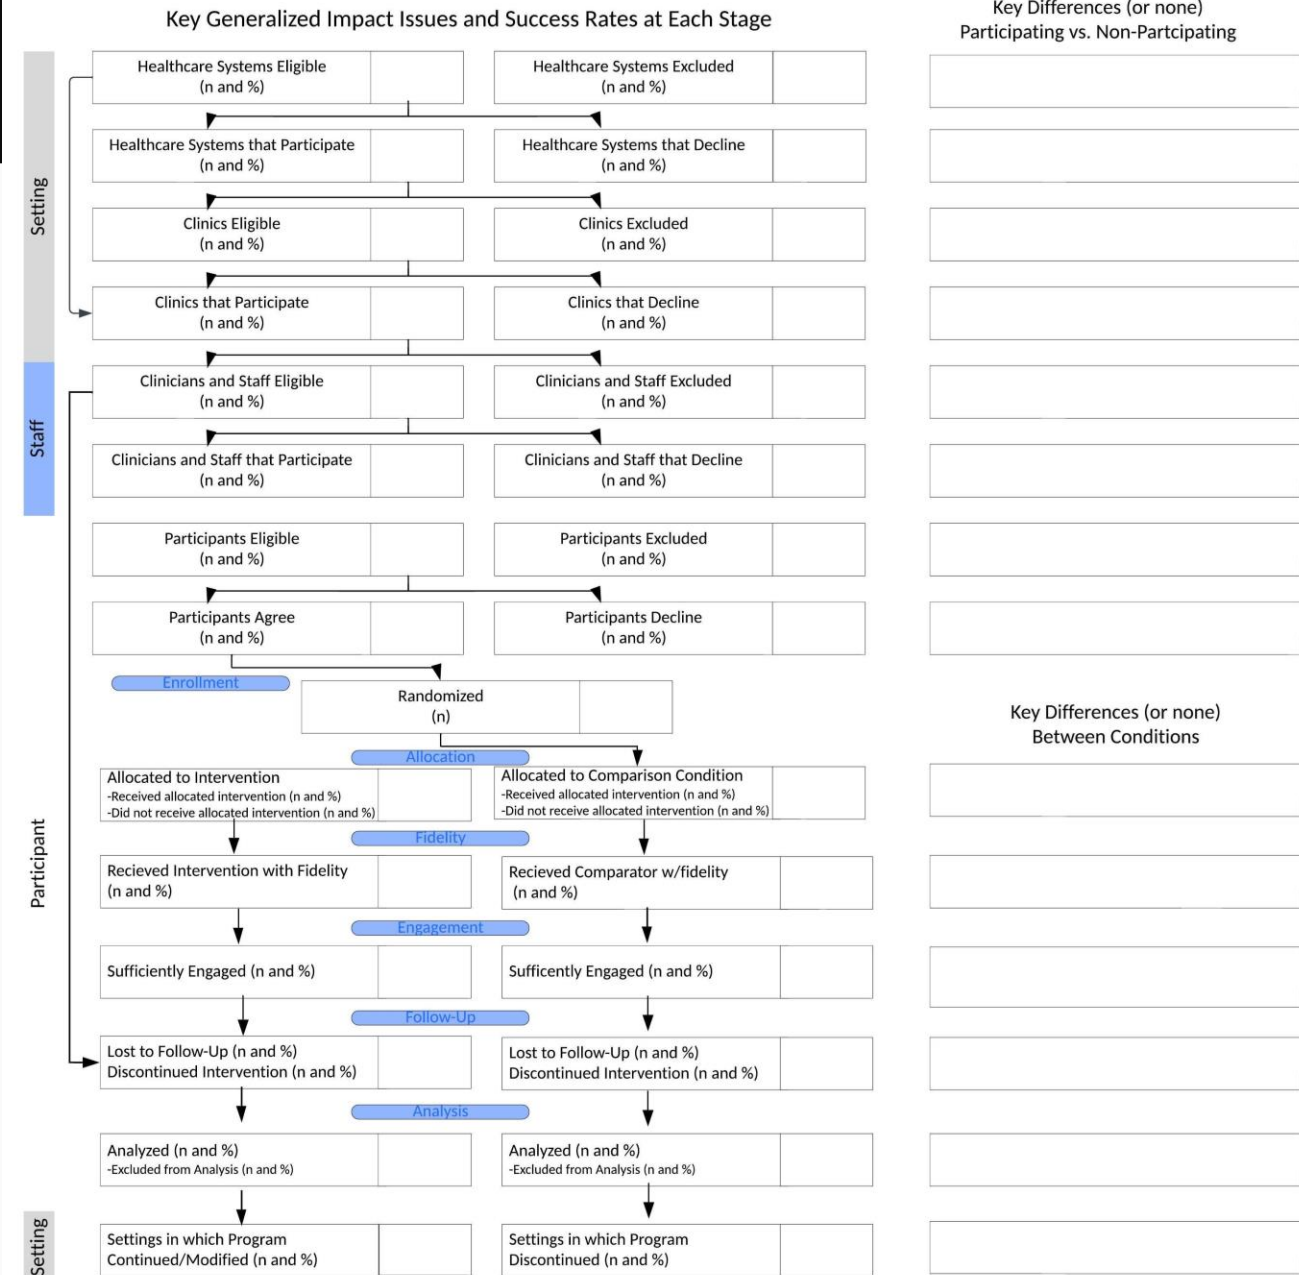 Key Generalized Impact Issues and Success Rates at Each Stage
Key Differences (or none)
Participating vs. Non-Partcipating
Setting
Healthcare Systems Eligible
(n and %)
Healthcare Systems Excluded
(n and %)
Healthcare Systems that Participate
(n and %)
Healthcare Systems that Decline
(n and %)
Clinics Eligible
(n and %)
Clinics Excluded
(n and %)
Clinics that Participate
(n and %)
Clinics that Decline
(n and %)
Staff
Clinicians and Staff Eligible
(n and %)
Clinicians and Staff Excluded
(n and %)
Clinicians and Staff that Participate
(n and %)
Clinicians and Staff that Decline
(n and %)
Participant
Participants Eligible
(n and %)
Participants Excluded
(n and %)
Participants Agree
(n and %)
Participants Decline
(n and %)
Enrollment
Randomized
(n)
Key Differences (or none)
Between Conditions
Allocation
Allocated to Intervention
-Received allocated intervention (n and %)
-Did not receive allocated intervention (n and %)
Allocated to Comparison Condition
-Received allocated intervention (n and %)
-Did not receive allocated intervention (n and %)
Fidelity
Recieved Intervention with Fidelity
(n and %)
Recieved Comparator w/fidelity
(n and %)
Engagement
Sufficiently Engaged (n and %)
Sufficently Engaged (n and %)
Follow-Up
Lost to Follow-Up (n and %)
Discontinued Intervention (n and %)
Lost to Follow-Up (n and %)
Discontinued Intervention (n and %)
Analysis
Analyzed (n and %)
-Excluded from Analysis (n and %)
Analyzed (n and %)
-Excluded from Analysis (n and %)
Setting
Settings in which Program
Continued/Modified (n and %)
Settings in which Program
Discontinued (n and %)